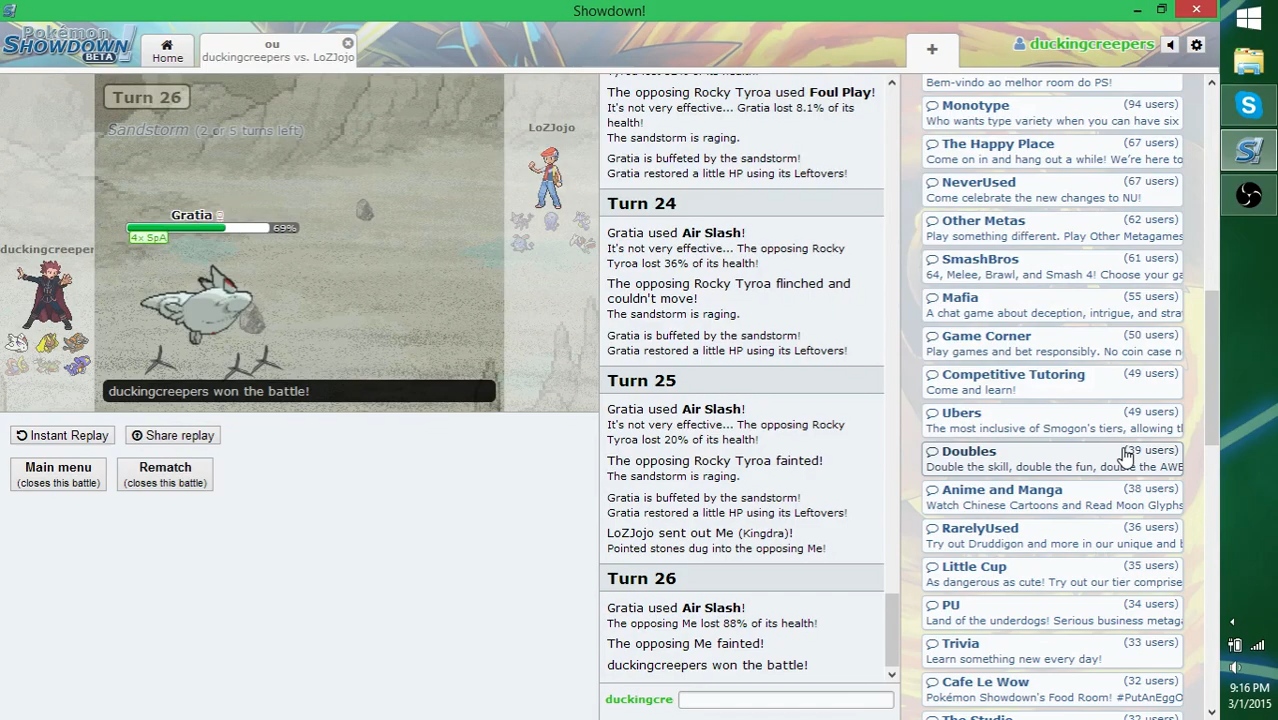 Showdown!
Pokémon
SHOWDOWN!
BETA
Home
ou
duckingcreepers vs. LoZJojo
+
duckingcreepers
Turn 26
Sandstorm (2 or 5 turns left)
LoZJojo
Gratia
69%
4x SpA
duckingcreeper
duckingcreepers won the battle!
Instant Replay
Share replay
Main menu
(closes this battle)
Rematch
(closes this battle)
The opposing Rocky Tyroa used Foul Play!
It's not very effective... Gratia lost 8.1% of its
health!
The sandstorm is raging.
Gratia is buffeted by the sandstorm!
Gratia restored a little HP using its Leftovers!
Turn 24
Gratia used Air Slash!
It's not very effective... The opposing Rocky
Tyroa lost 36% of its health!
The opposing Rocky Tyroa flinched and
couldn't move!
The sandstorm is raging.
Gratia is buffeted by the sandstorm!
Gratia restored a little HP using its Leftovers!
Turn 25
Gratia used Air Slash!
It's not very effective... The opposing Rocky
Tyroa lost 20% of its health!
The opposing Rocky Tyroa fainted!
The sandstorm is raging.
Gratia is buffeted by the sandstorm!
Gratia restored a little HP using its Leftovers!
LoZJojo sent out Me (Kingdra)!
Pointed stones dug into the opposing Me!
Turn 26
Gratia used Air Slash!
The opposing Me lost 88% of its health!
The opposing Me fainted!
duckingcreepers won the battle!
duckingcre
Bem-vindo ao melhor room do PS!
Monotype (94 users)
Who wants type variety when you can have six
The Happy Place (67 users)
Come on in and hang out a while! We're here to
NeverUsed (67 users)
Come celebrate the new changes to NU!
Other Metas (62 users)
Play something different. Play Other Metagames
SmashBros (61 users)
64, Melee, Brawl, and Smash 4! Choose your ga
Mafia (55 users)
A chat game about deception, intrigue, and stra
Game Corner (50 users)
Play games and bet responsibly. No coin case n
Competitive Tutoring (49 users)
Come and learn!
Ubers (49 users)
The most inclusive of Smogon's tiers, allowing t
Doubles (39 users)
Double the skill, double the fun, double the AWE
Anime and Manga (38 users)
Watch Chinese Cartoons and Read Moon Glyphs
RarelyUsed (36 users)
Try out Druddigon and more in our unique and b
Little Cup (35 users)
As dangerous as cute! Try out our tier comprise
PU (34 users)
Land of the underdogs! Serious business metag
Trivia (33 users)
Learn something new every day!
Cafe Le Wow (32 users)
Pokémon Showdown's Food Room! #PutAnEggO
The Studio
9:16 PM
3/1/2015